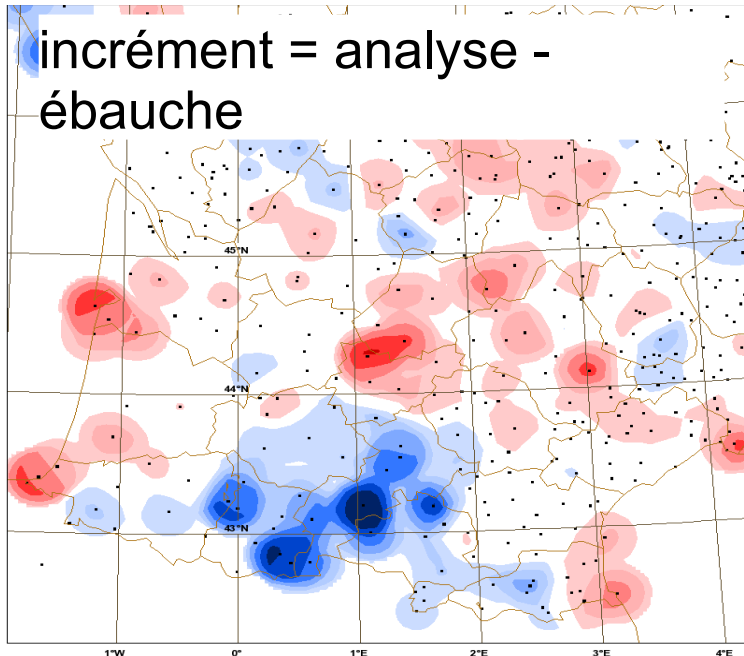 incrément = analyse -
ébauche
45°N
44°N
43°N
1°W 0° 1°E 2°E 3°E 4°E